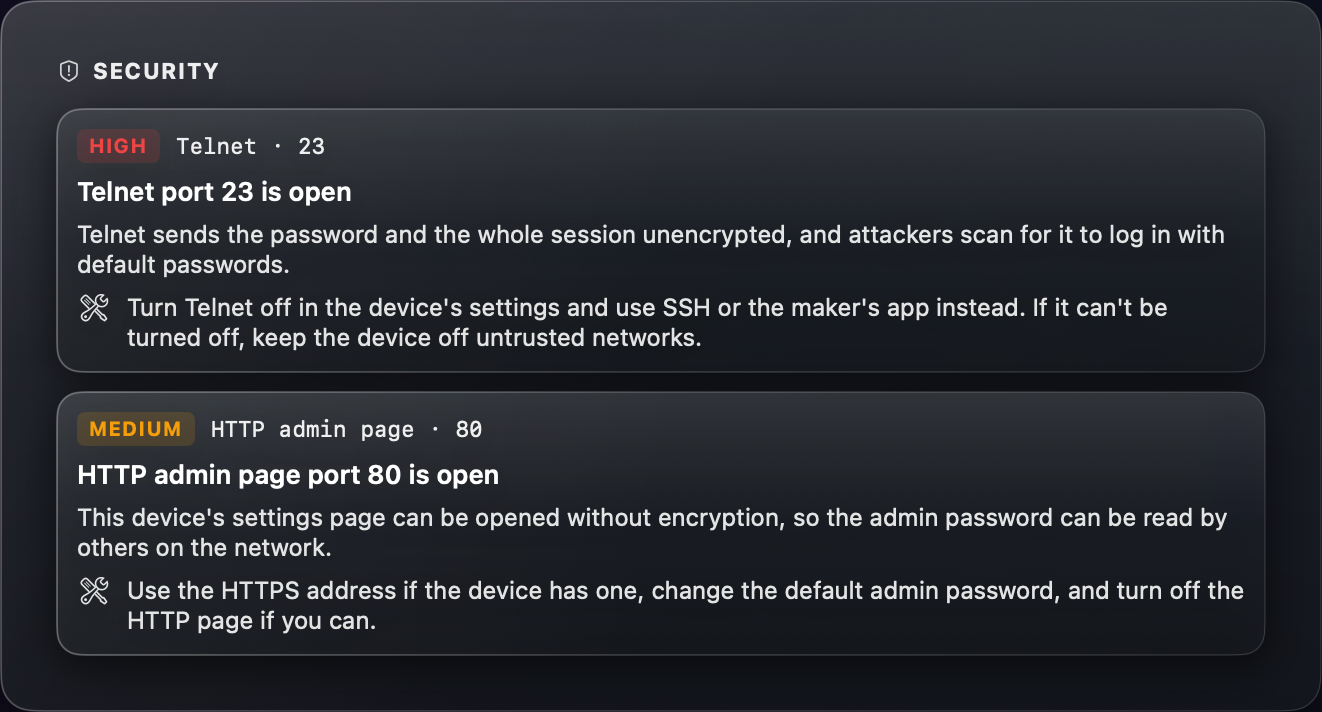 SECURITY
HIGH Telnet · 23
Telnet port 23 is open
Telnet sends the password and the whole session unencrypted, and attackers scan for it to log in with
default passwords.
Turn Telnet off in the device's settings and use SSH or the maker's app instead. If it can't be
turned off, keep the device off untrusted networks.
MEDIUM HTTP admin page · 80
HTTP admin page port 80 is open
This device's settings page can be opened without encryption, so the admin password can be read by
others on the network.
Use the HTTPS address if the device has one, change the default admin password, and turn off the
HTTP page if you can.